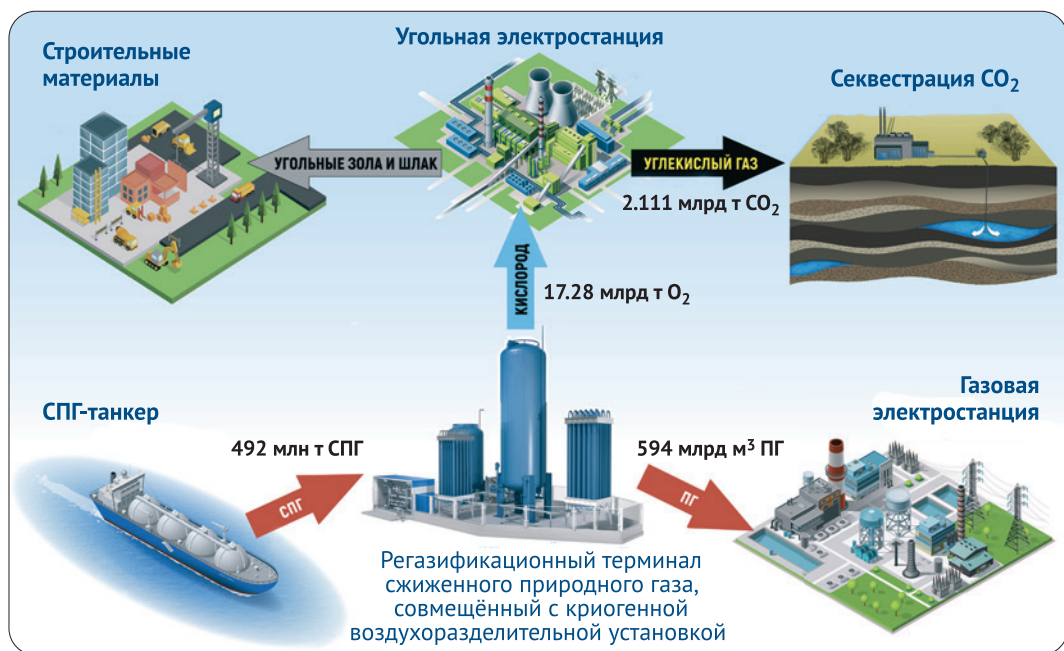 Угольная электростанция
Строительные
материалы
Секвестрация CO₂
УГОЛЬНЫЕ ЗОЛА И ШЛАК
УГЛЕКИСЛЫЙ ГАЗ
2.111 млрд т CO₂
КИСЛОРОД
17.28 млрд т O₂
СПГ-танкер
Газовая
электростанция
492 млн т СПГ
594 млрд м³ ПГ
СПГ
ПГ
Регазификационный терминал
сжиженного природного газа,
совмещённый с криогенной
воздухоразделительной установкой